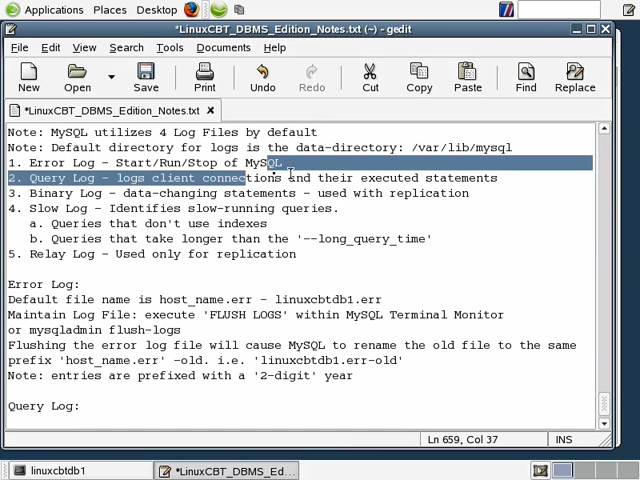 Applications Places Desktop
*LinuxCBT_DBMS_Edition_Notes.txt (~) - gedit
File Edit View Search Tools Documents Help
New Open Save Print Undo Redo Cut Copy Paste Find Replace
*LinuxCBT_DBMS_Edition_Notes.txt x
Note: MySQL utilizes 4 Log Files by default
Note: Default directory for logs is the data-directory: /var/lib/mysql
1. Error Log - Start/Run/Stop of MySQL
2. Query Log - logs client connections and their executed statements
3. Binary Log - data-changing statements - used with replication
4. Slow Log - Identifies slow-running queries.
a. Queries that don't use indexes
b. Queries that take longer than the '--long_query_time'
5. Relay Log - Used only for replication
Error Log:
Default file name is host_name.err - linuxcbtdb1.err
Maintain Log File: execute 'FLUSH LOGS' within MySQL Terminal Monitor
or mysqladmin flush-logs
Flushing the error log file will cause MySQL to rename the old file to the same
prefix 'host_name.err' -old. i.e. 'linuxcbtdb1.err-old'
Note: entries are prefixed with a '2-digit' year
Query Log:
Ln 659, Col 37 INS
linuxcbtdb1 *LinuxCBT_DBMS_Ed...